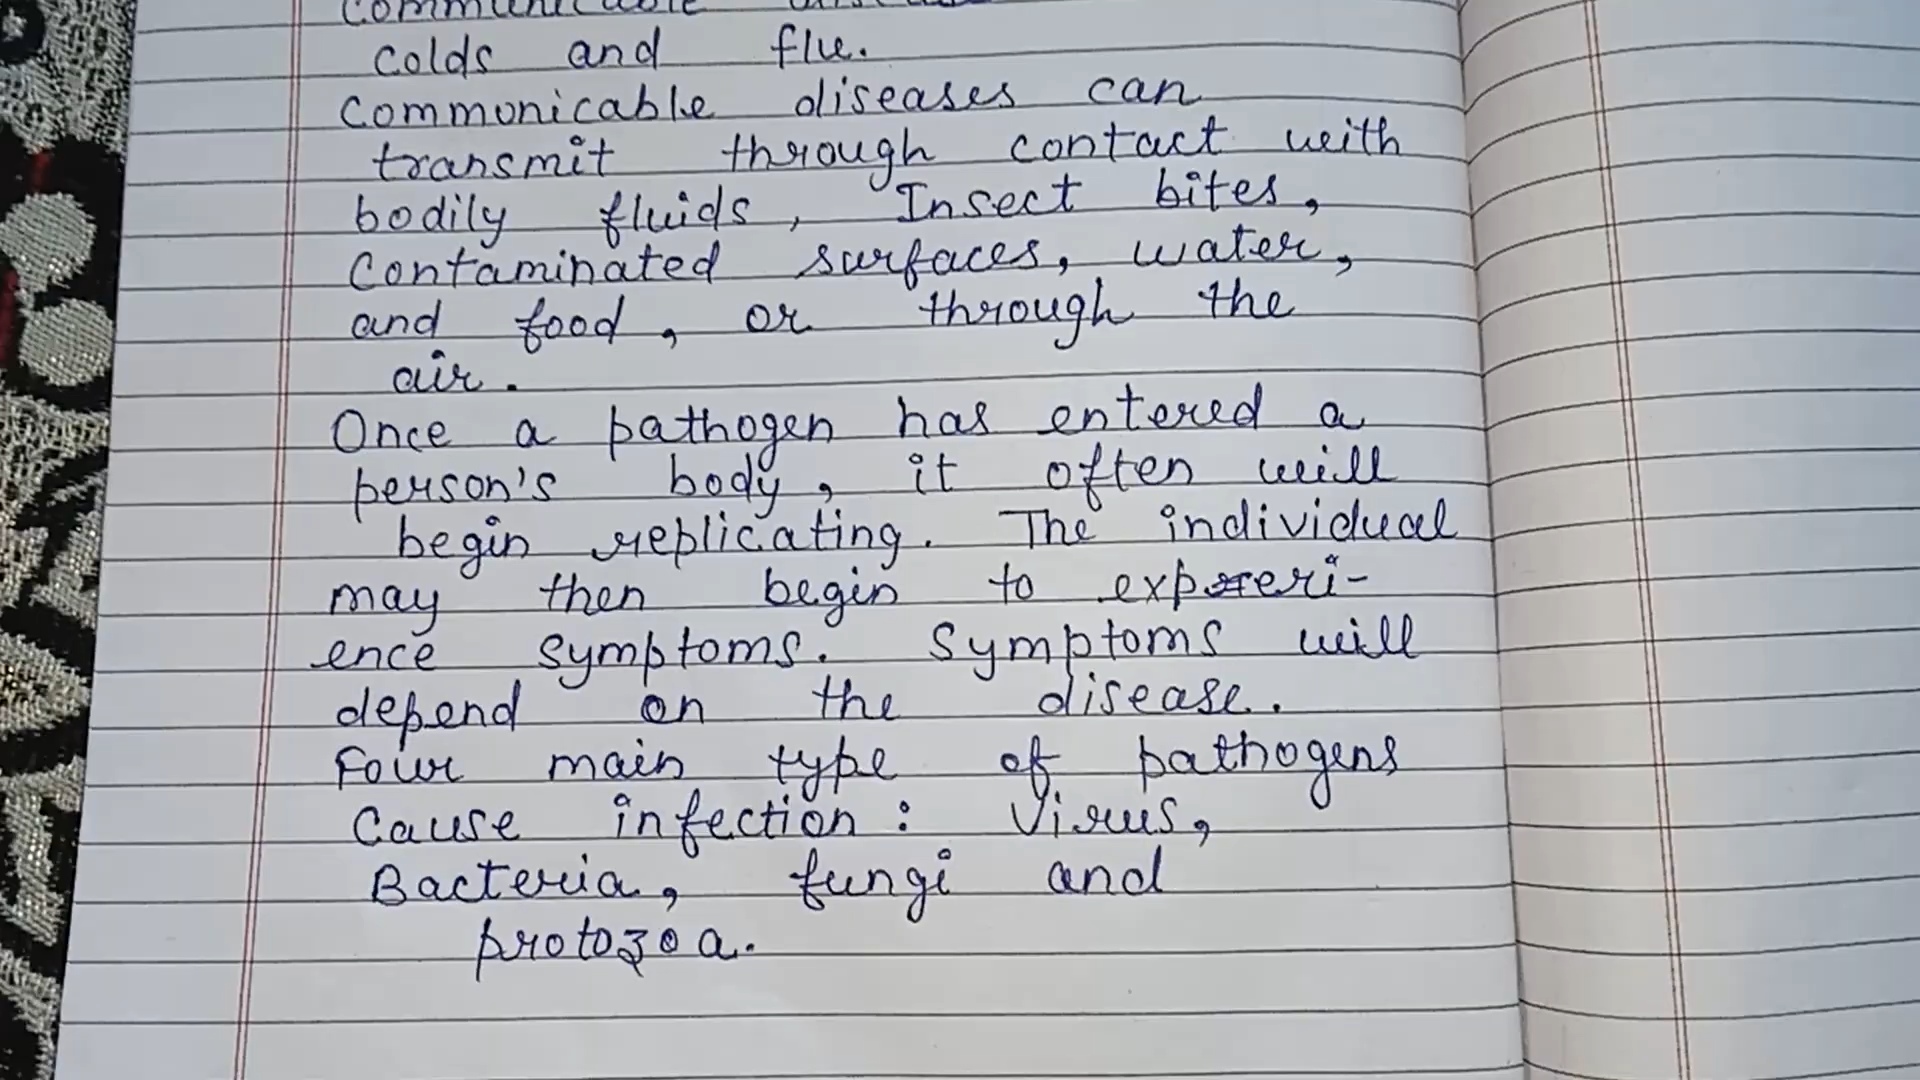 Communicable
colds and flu.
Communicable diseases can
transmit through contact with
bodily fluids, Insect bites,
Contaminated surfaces, water,
and food, or through the
air.
Once a pathogen has entered a
person's body, it often will
begin replicating. The individual
may then begin to experi-
ence symptoms. Symptoms will
depend on the disease.
Four main type of pathogens
Cause infection: Virus,
Bacteria, fungi and
protozoa.